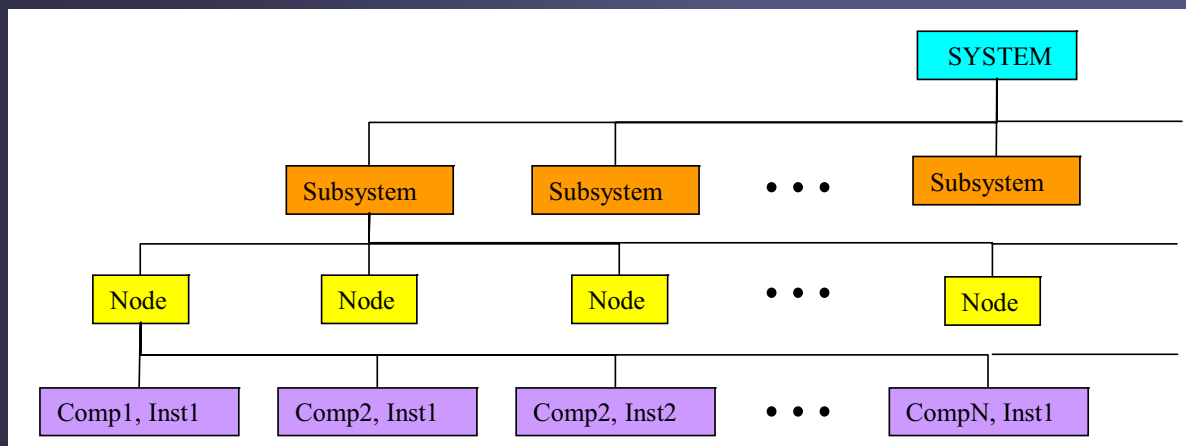 SYSTEM
Subsystem Subsystem • • • Subsystem
Node Node Node • • • Node
Comp1, Inst1 Comp2, Inst1 Comp2, Inst2 • • • CompN, Inst1